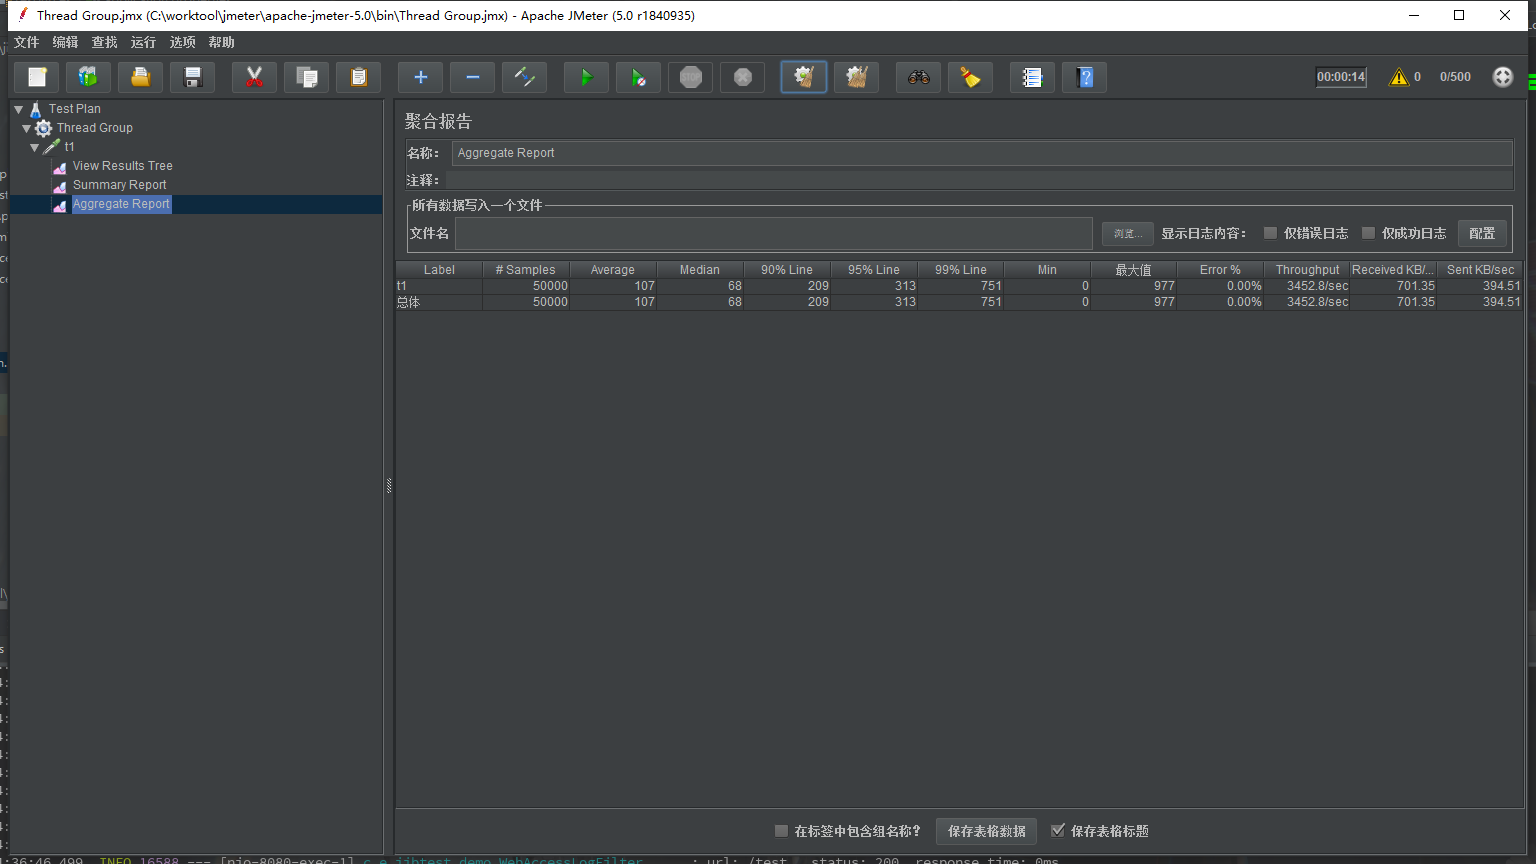 Thread Group.jmx (C:\worktool\jmeter\apache-jmeter-5.0\bin\Thread Group.jmx) - Apache JMeter (5.0 r1840935)
文件 编辑 查找 运行 选项 帮助
STOP 00:00:14 0 0/500
Test Plan
Thread Group
t1
View Results Tree
Summary Report
Aggregate Report
聚合报告
名称： Aggregate Report
注释：
所有数据写入一个文件
文件名 浏览... 显示日志内容： 仅错误日志 仅成功日志 配置
Label # Samples Average Median 90% Line 95% Line 99% Line Min 最大值 Error % Throughput Received KB/... Sent KB/sec
t1 50000 107 68 209 313 751 0 977 0.00% 3452.8/sec 701.35 394.51
总体 50000 107 68 209 313 751 0 977 0.00% 3452.8/sec 701.35 394.51
在标签中包含组名称？ 保存表格数据 保存表格标题
:36:46.499 INFO 16588 --- [nio-8080-exec-1] c.e.jibtest.demo.WebAccessLogFilter : url: /test, status: 200, response time: 0ms